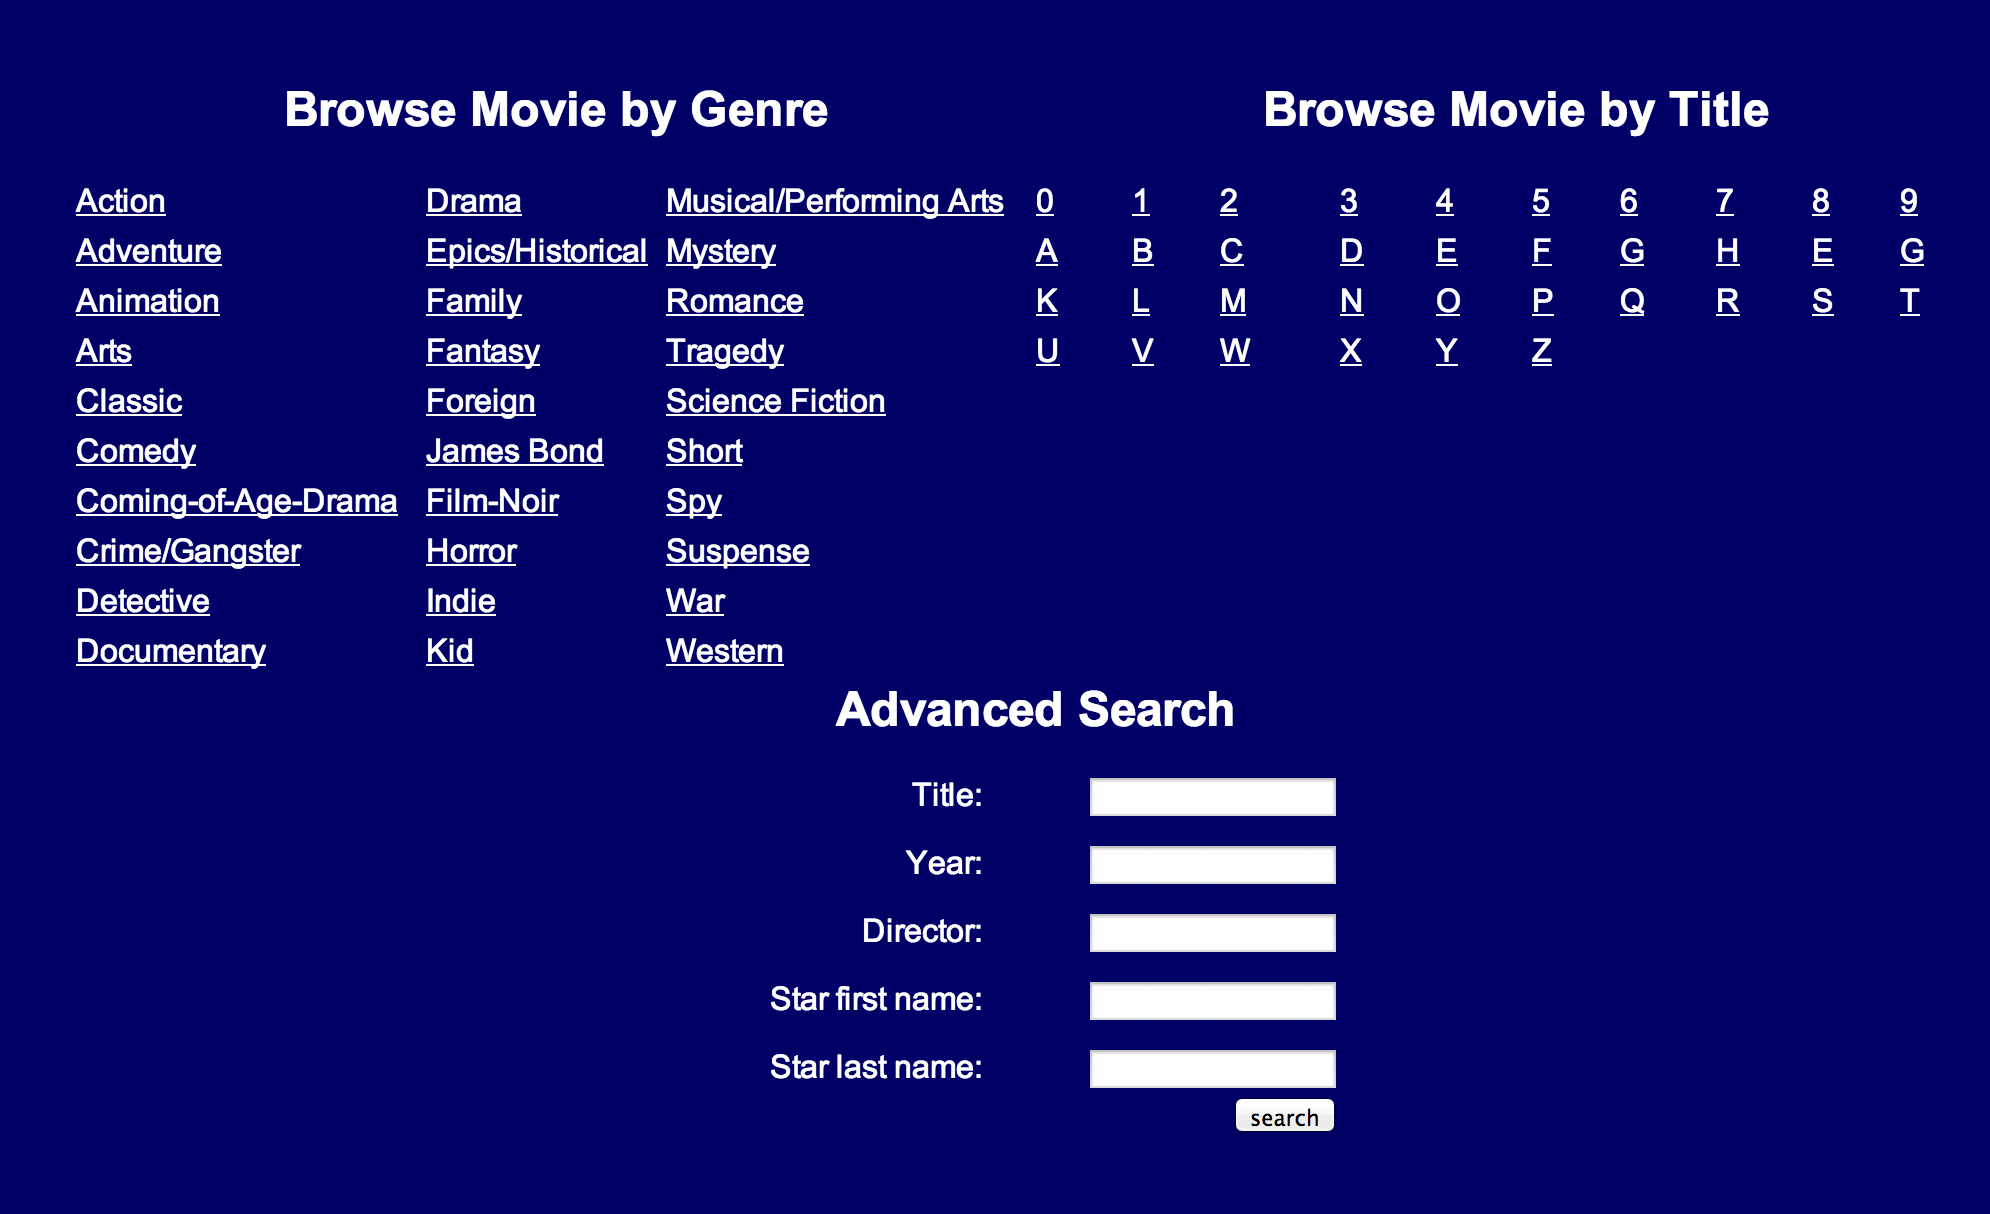 Browse Movie by Genre
Action Drama Musical/Performing Arts
Adventure Epics/Historical Mystery
Animation Family Romance
Arts Fantasy Tragedy
Classic Foreign Science Fiction
Comedy James Bond Short
Coming-of-Age-Drama Film-Noir Spy
Crime/Gangster Horror Suspense
Detective Indie War
Documentary Kid Western
Browse Movie by Title
0 1 2 3 4 5 6 7 8 9
A B C D E F G H E G
K L M N O P Q R S T
U V W X Y Z
Advanced Search
Title:
Year:
Director:
Star first name:
Star last name:
search